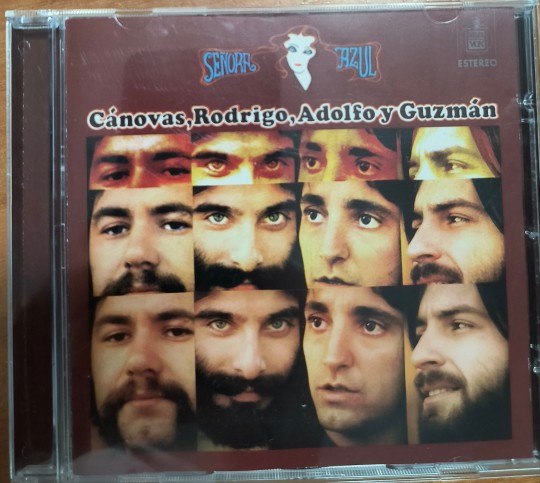 SEÑORA AZUL
ESTEREO
Cánovas, Rodrigo, Adolfo y Guzmán